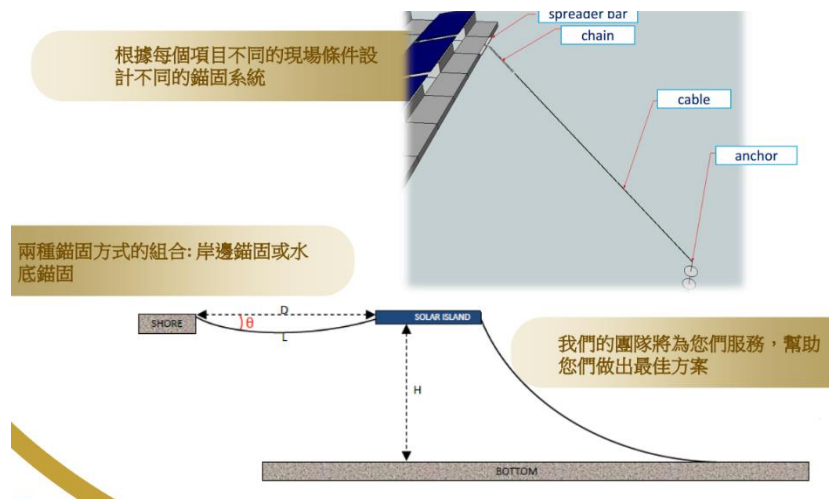 spreader bar
chain
根據每個項目不同的現場條件設
計不同的錨固系統
cable
anchor
兩種錨固方式的組合: 岸邊錨固或水
底錨固
D
SHORE
θ
SOLAR ISLAND
L
我們的團隊將為您們服務，幫助
您們做出最佳方案
H
BOTTOM